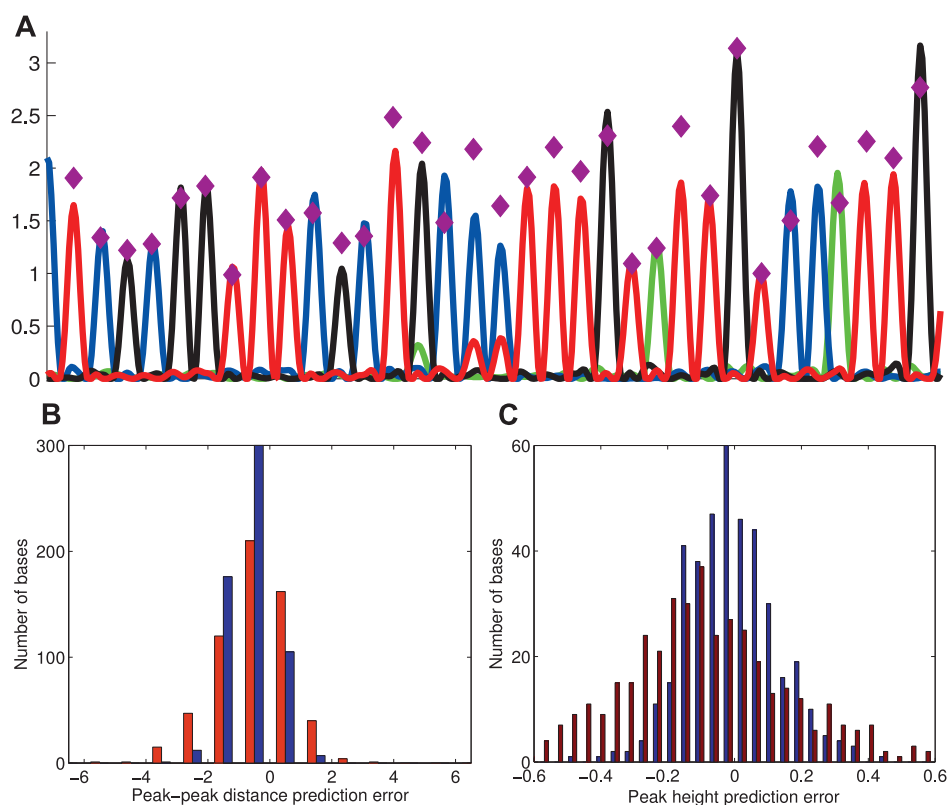 A
3
2.5
2
1.5
1
0.5
0
B
C
300
200
100
0
Number of bases
−6 −4 −2 0 2 4 6
Peak−peak distance prediction error
60
40
20
0
Number of bases
−0.6 −0.4 −0.2 0 0.2 0.4 0.6
Peak height prediction error